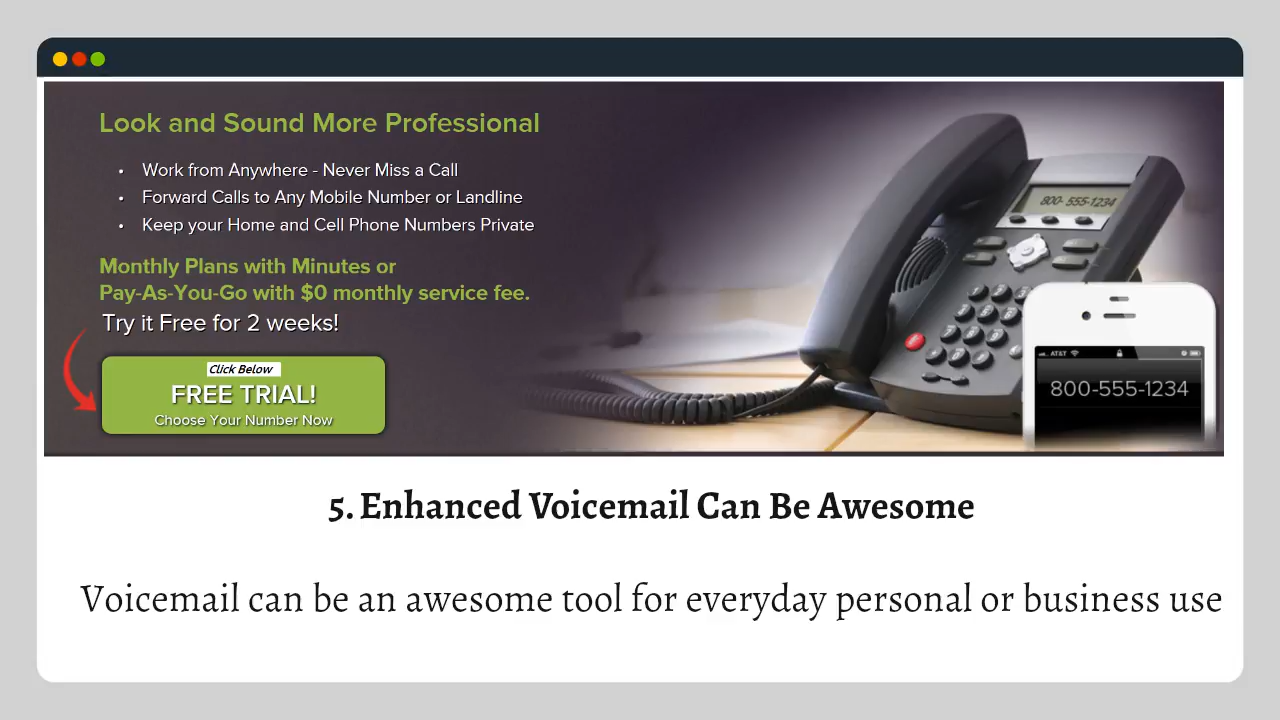 Look and Sound More Professional
• Work from Anywhere - Never Miss a Call
• Forward Calls to Any Mobile Number or Landline
• Keep your Home and Cell Phone Numbers Private
Monthly Plans with Minutes or
Pay-As-You-Go with $0 monthly service fee.
Try it Free for 2 weeks!
Click Below
FREE TRIAL!
Choose Your Number Now
800- 555-1234
AT&T
800-555-1234
5. Enhanced Voicemail Can Be Awesome
Voicemail can be an awesome tool for everyday personal or business use